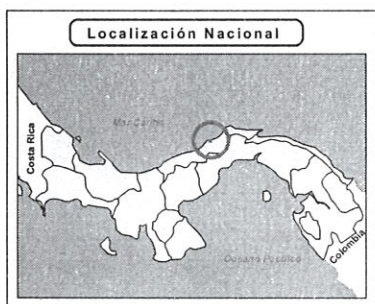 Localización Nacional
Mar Caribe
Costa Rica
Océano Pacífico
Colombia